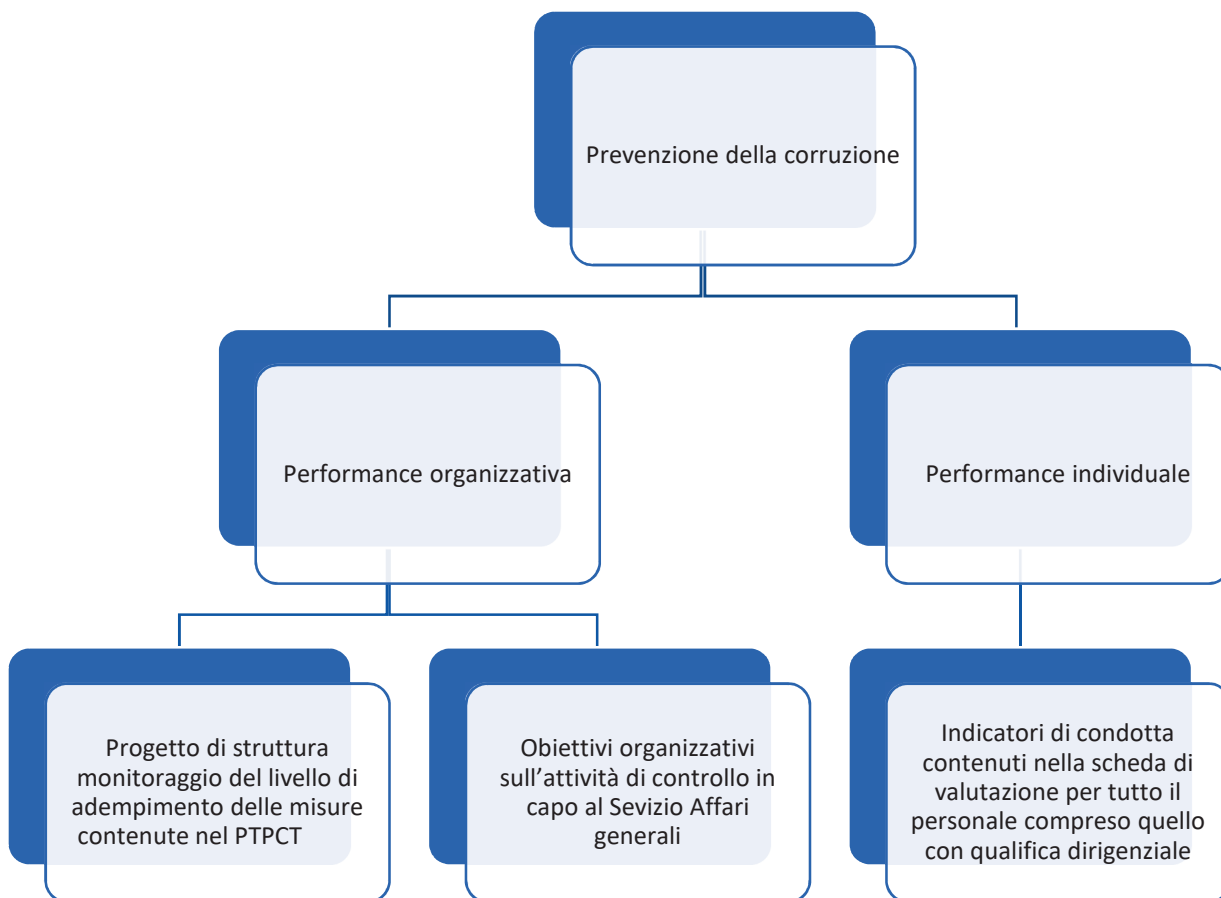 Prevenzione della corruzione
Performance organizzativa
Performance individuale
Progetto di struttura
monitoraggio del livello di
adempimento delle misure
contenute nel PTPCT
Obiettivi organizzativi
sull’attività di controllo in
capo al Sevizio Affari
generali
Indicatori di condotta
contenuti nella scheda di
valutazione per tutto il
personale compreso quello
con qualifica dirigenziale